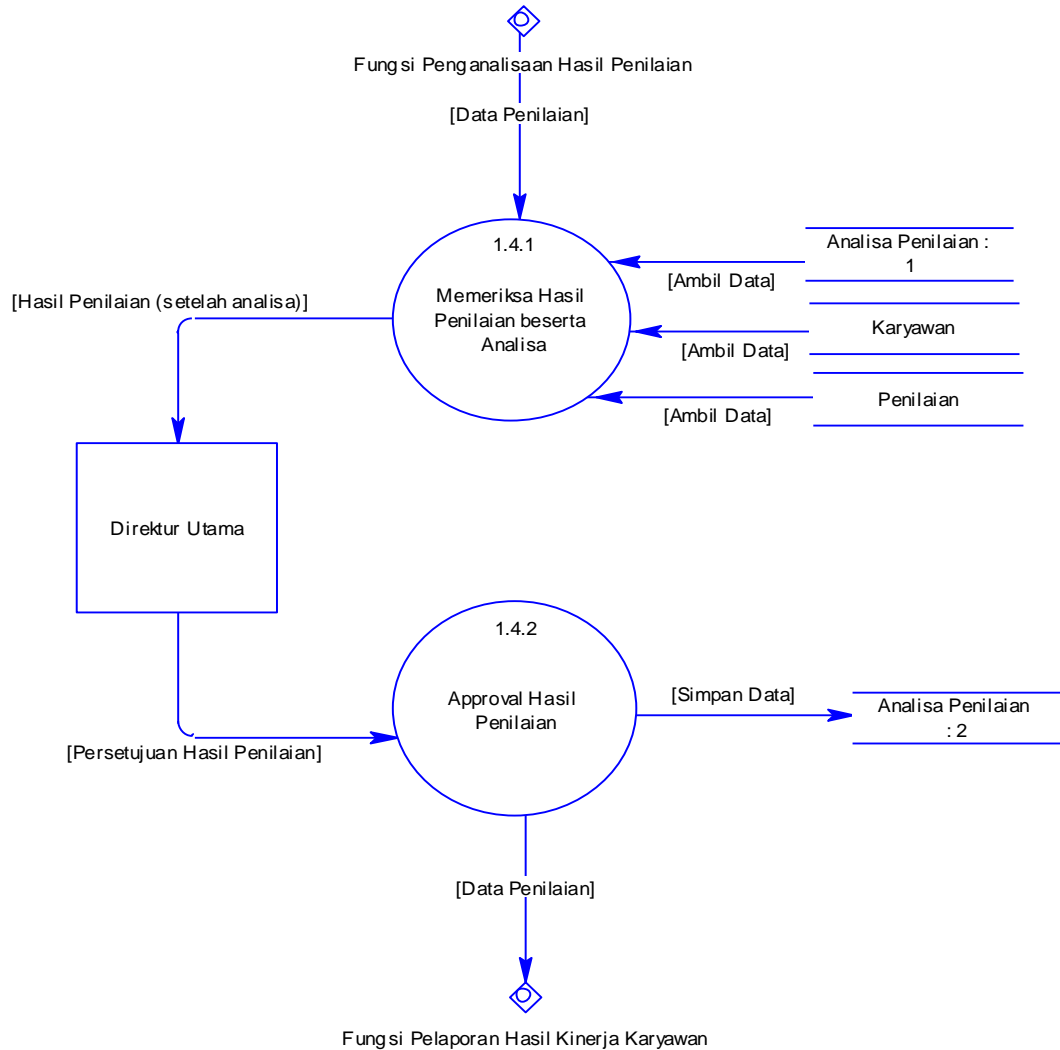 Fungsi Penganalisaan Hasil Penilaian
[Data Penilaian]
1.4.1
Memeriksa Hasil
Penilaian beserta
Analisa
Analisa Penilaian :
1
[Ambil Data]
Karyawan
[Ambil Data]
Penilaian
[Ambil Data]
[Hasil Penilaian (setelah analisa)]
Direktur Utama
[Persetujuan Hasil Penilaian]
1.4.2
Approval Hasil
Penilaian
[Simpan Data]
Analisa Penilaian
: 2
[Data Penilaian]
Fungsi Pelaporan Hasil Kinerja Karyawan